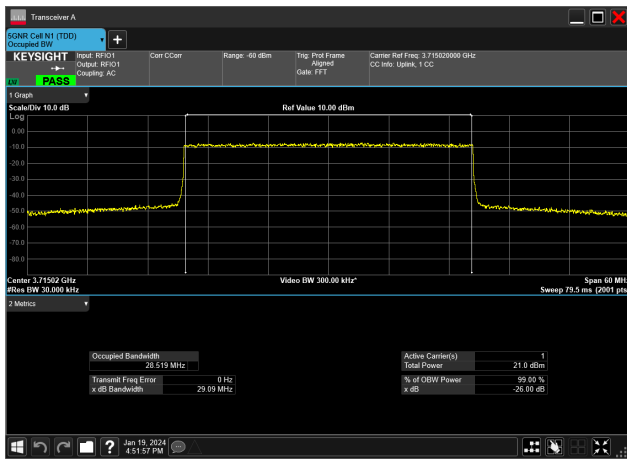 Transceiver A
5GNR Cell N1 (TDD)
Occupied BW
KEYSIGHT
Input: RFIO1
Output: RFIO1
Coupling: AC
Corr CCorr
Range: -60 dBm
Trig: Prot Frame
Aligned
Gate: FFT
Carrier Ref Freq: 3.715020000 GHz
CC Info: Uplink, 1 CC
PASS
1 Graph
Scale/Div 10.0 dB
Ref Value 10.00 dBm
Log
0.00
-10.0
-20.0
-30.0
-40.0
-50.0
-60.0
-70.0
-80.0
Center 3.71502 GHz
Video BW 300.00 kHz*
Span 60 MHz
#Res BW 30.000 kHz
Sweep 79.5 ms (2001 pts
2 Metrics
Occupied Bandwidth
28.519 MHz
Transmit Freq Error 0 Hz
x dB Bandwidth 29.09 MHz
Active Carrier(s) 1
Total Power 21.0 dBm
% of OBW Power 99.00 %
x dB -26.00 dB
Jan 19, 2024
4:51:57 PM